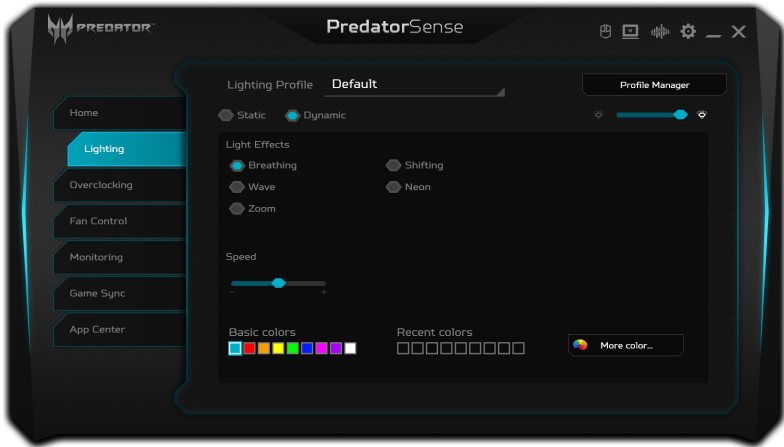 PREDATOR
PredatorSense
Lighting Profile Default
Profile Manager
Static Dynamic
Home
Lighting
Overclocking
Fan Control
Monitoring
Game Sync
App Center
Light Effects
Breathing Shifting
Wave Neon
Zoom
Speed
- +
Basic colors Recent colors
More color...